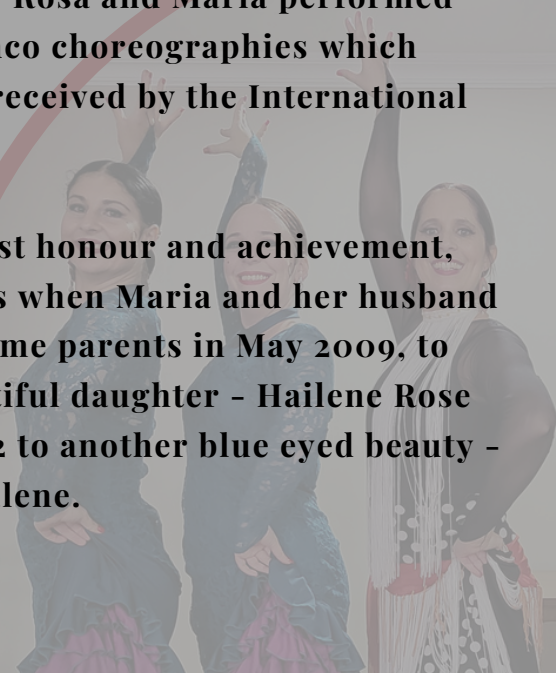 Rosa and Maria performed
ico choreographies which
received by the International
st honour and achievement,
s when Maria and her husband
me parents in May 2009, to
tiful daughter - Hailene Rose
2 to another blue eyed beauty -
lene.